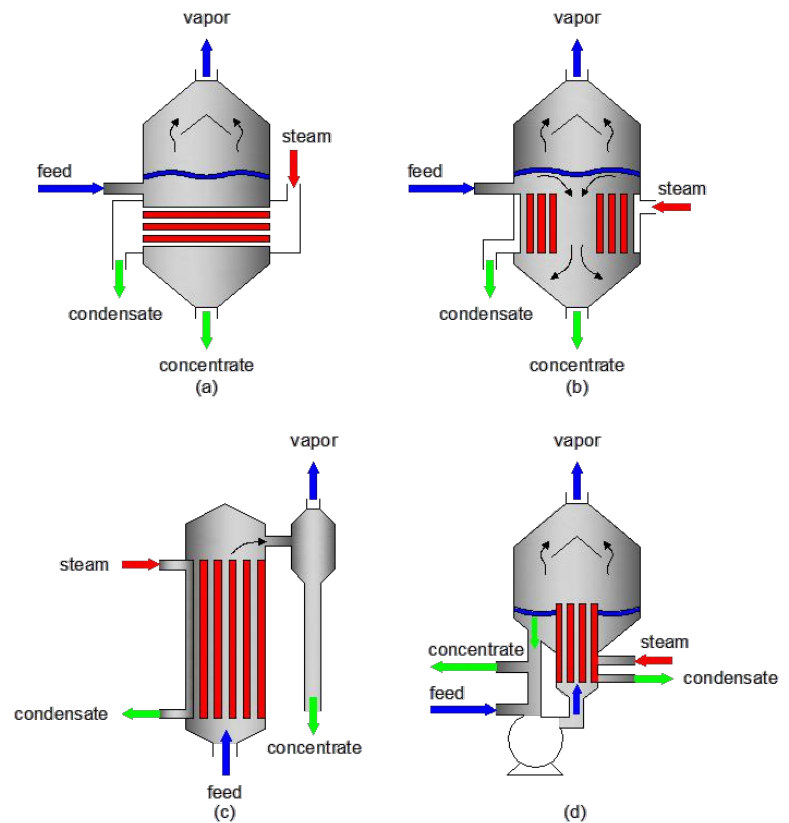 vapor
steam
feed
condensate
concentrate
(a)
vapor
feed
steam
condensate
concentrate
(b)
vapor
steam
condensate
concentrate
feed
(c)
vapor
concentrate
steam
condensate
feed
(d)